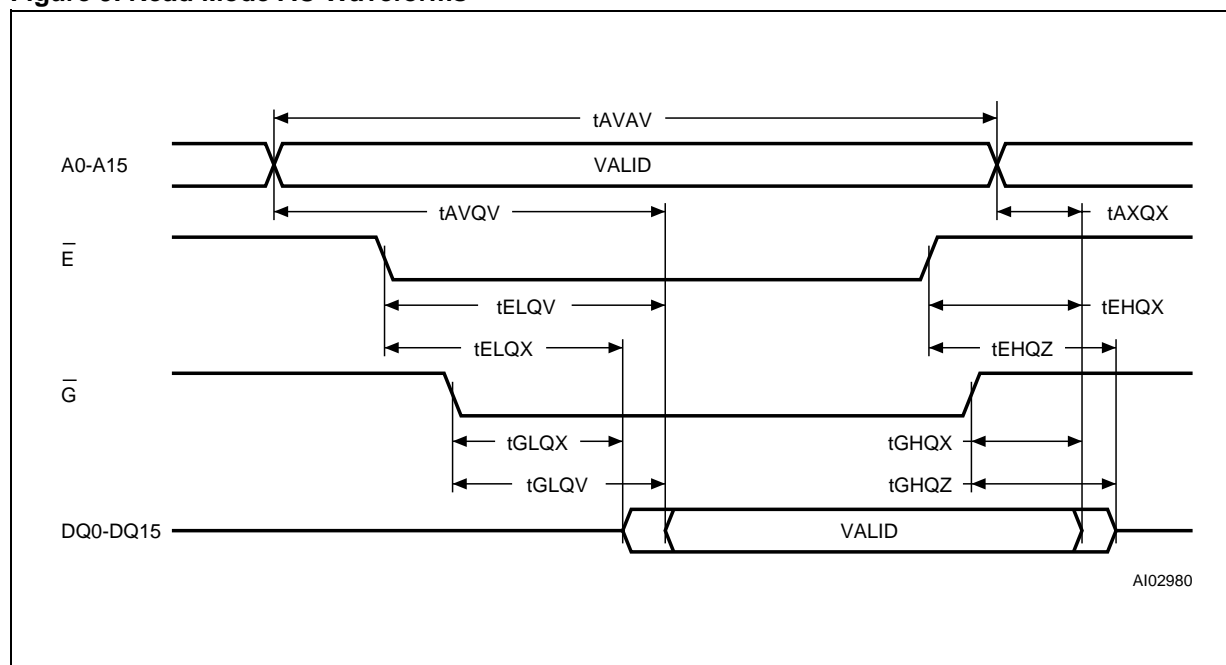 Figure Read Mode AC Waveforms
tAVAV
A0-A15
VALID
tAVQV
tAXQX
E
tELQV
tEHQX
tELQX
tEHQZ
G
tGLQX
tGHQX
tGLQV
tGHQZ
DQ0-DQ15
VALID
AI02980